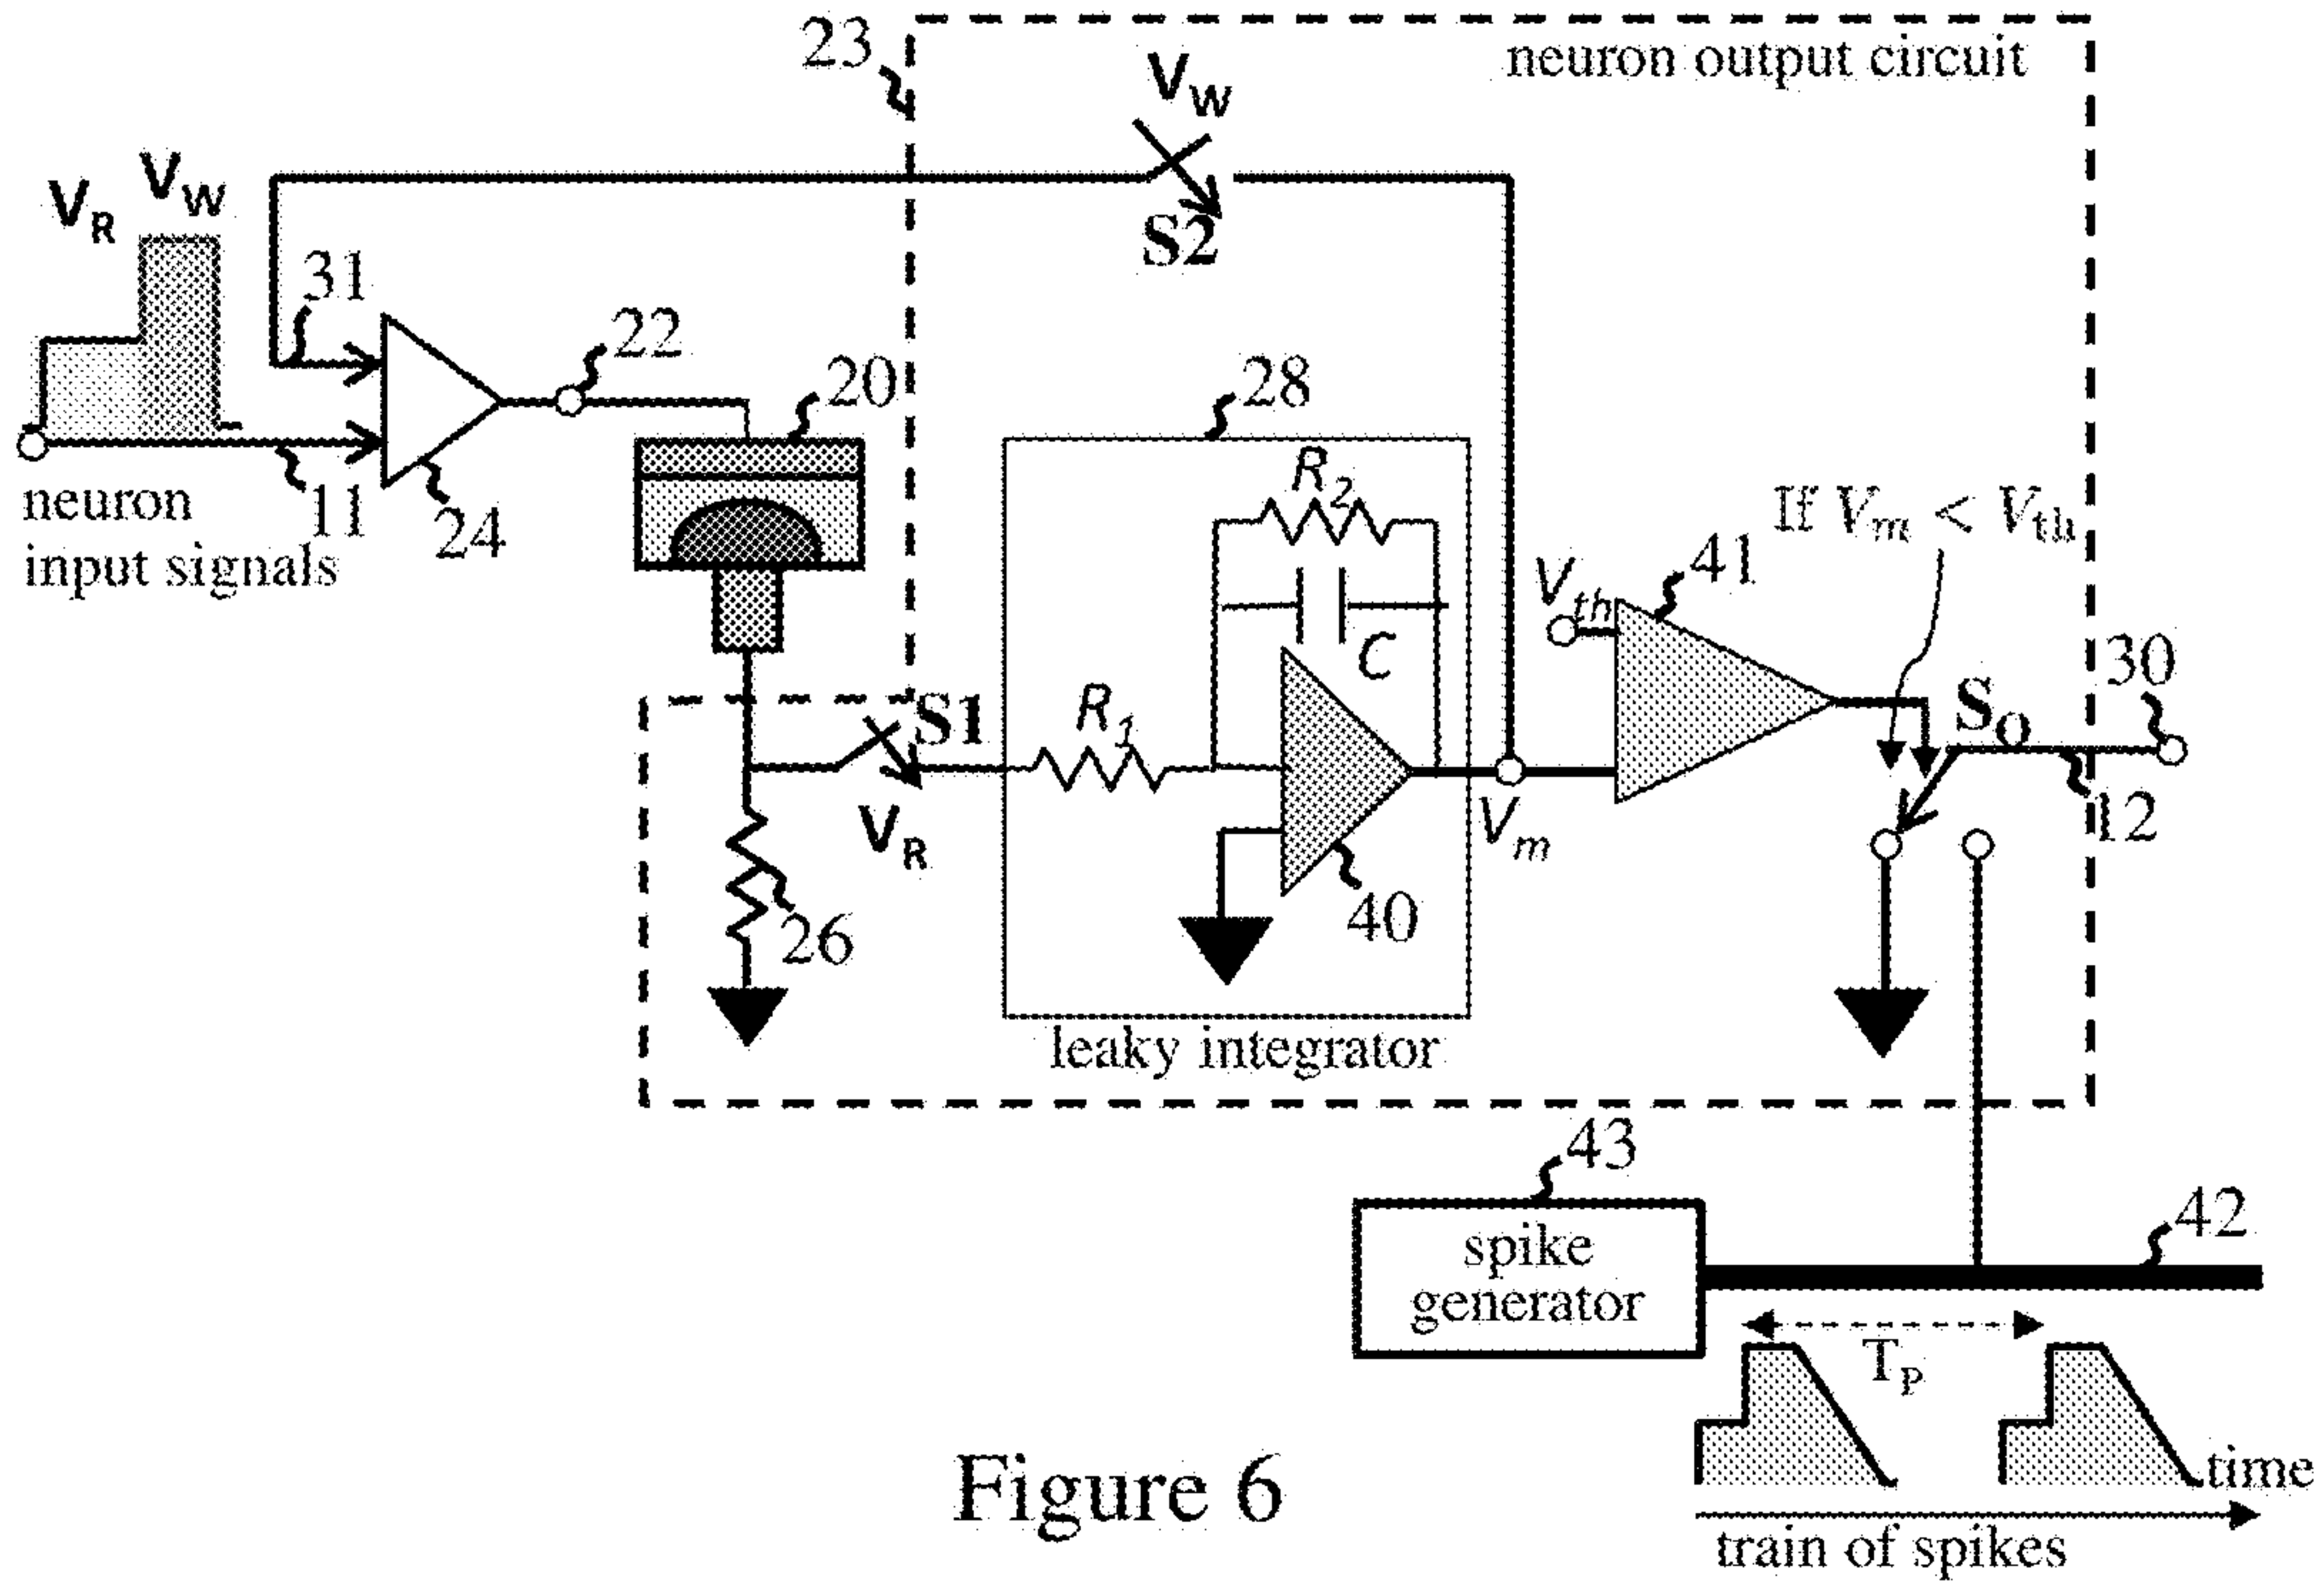 23
neuron output circuit
V_W
V_R
V_W
S2
31
22
20
28
R_2
neuron
input signals
11
24
If V_m < V_th
V_th
41
S1
R_1
C
S_O
30
V_R
V_m
12
26
40
leaky integrator
43
spike
generator
42
T_P
time
train of spikes
Figure 6